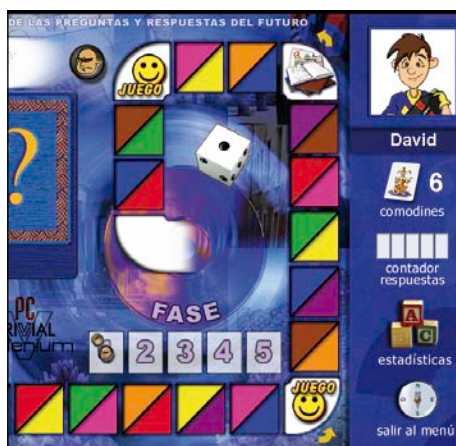 DE LAS PREGUNTAS Y RESPUESTAS DEL FUTURO
JUEGO
?
David
6
comodines
contador
respuestas
FASE
PC
2 3 4 5
A
B C
estadísticas
JUEGO
salir al menú